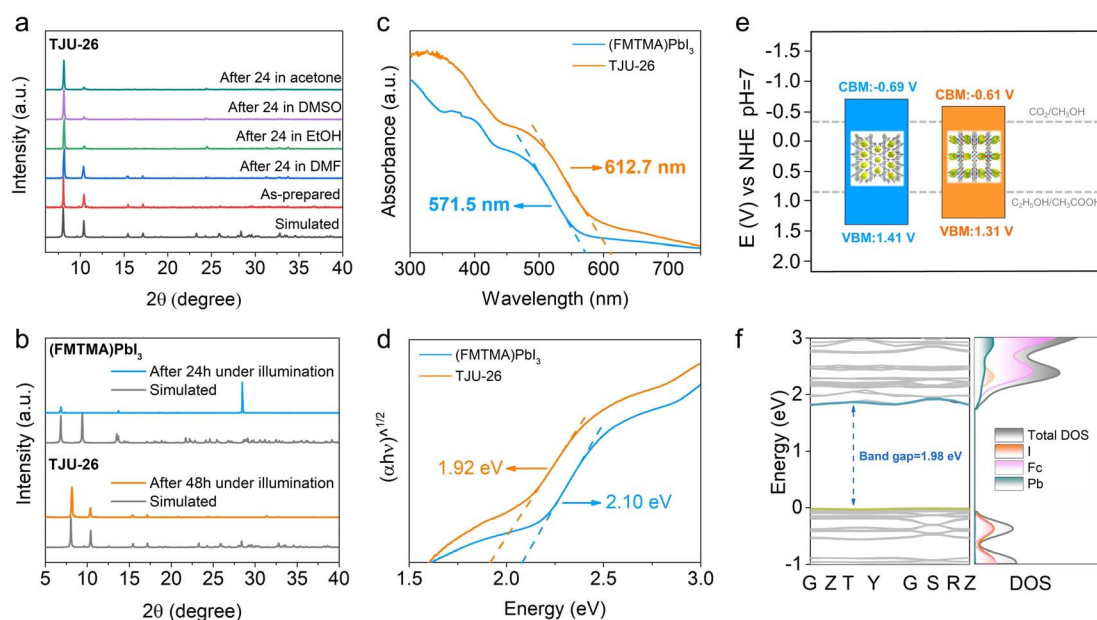 a
TJU-26
After 24 in acetone
After 24 in DMSO
After 24 in EtOH
After 24 in DMF
As-prepared
Simulated
Intensity (a.u.)
5 10 15 20 25 30 35 40
2θ (degree)
b
(FMTMA)PbI₃
After 24h under illumination
Simulated
TJU-26
After 48h under illumination
Simulated
Intensity (a.u.)
5 10 15 20 25 30 35 40
2θ (degree)
c
(FMTMA)PbI₃
TJU-26
612.7 nm
571.5 nm
Absorbance (a.u.)
300 400 500 600 700
Wavelength (nm)
d
(FMTMA)PbI₃
TJU-26
1.92 eV
2.10 eV
(αhν)^1/2
1.5 2.0 2.5 3.0
Energy (eV)
e
E (V) vs NHE pH=7
-1.5
-1.0
-0.5
0.0
0.5
1.0
1.5
2.0
CBM:-0.69 V
CBM:-0.61 V
CO₂/CH₃OH
C₂H₅OH/CH₃COOH
VBM:1.41 V
VBM:1.31 V
f
Energy (eV)
3
2
1
0
-1
Band gap=1.98 eV
Total DOS
I
Fc
Pb
G Z T Y G S R Z
DOS